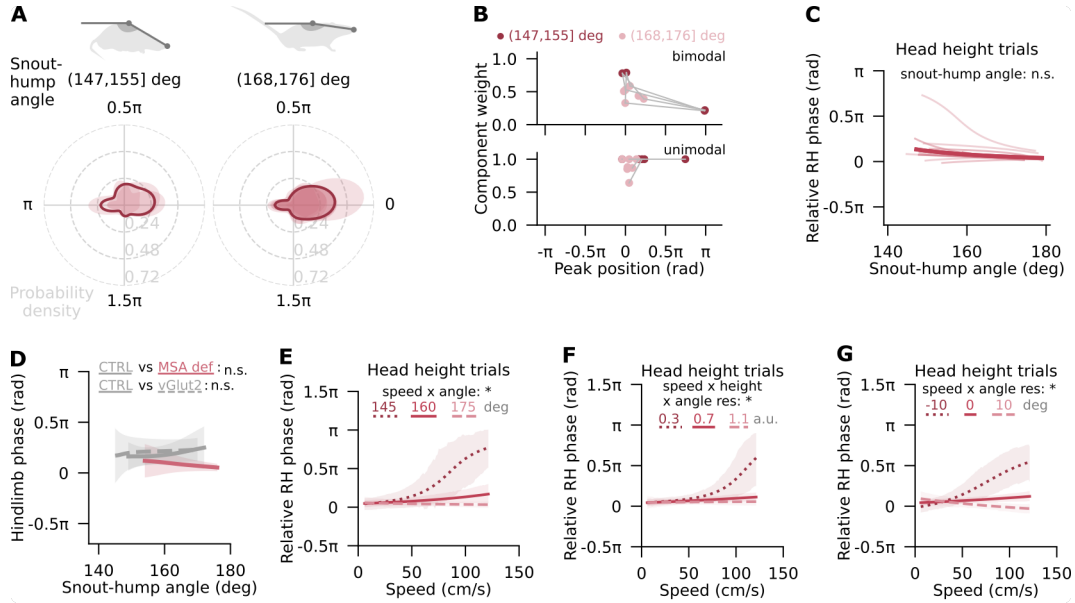 A
Snout-
hump
angle
(147,155] deg
(168,176] deg
0.5π
0.5π
π
0
0.24
0.48
0.72
0.24
0.48
0.72
Probability
density
1.5π
1.5π
B
(147,155] deg
(168,176] deg
Component weight
bimodal
1.0
0.5
0.0
unimodal
1.0
0.5
0.0
-π
-0.5π
0
0.5π
π
Peak position (rad)
C
Head height trials
snout-hump angle: n.s.
Relative RH phase (rad)
π
0.5π
0
-0.5π
140
160
180
Snout-hump angle (deg)
D
CTRL vs MSA def: n.s.
CTRL vs vGlut2: n.s.
Hindlimb phase (rad)
π
0.5π
0
-0.5π
140
160
180
Snout-hump angle (deg)
E
Head height trials
speed x angle: *
145 160 175 deg
Relative RH phase (rad)
1.5π
π
0.5π
0
-0.5π
0
50
100
150
Speed (cm/s)
F
Head height trials
speed x height
x angle res: *
0.3 0.7 1.1 a.u.
Relative RH phase (rad)
1.5π
π
0.5π
0
-0.5π
0
50
100
150
Speed (cm/s)
G
Head height trials
speed x angle res: *
-10 0 10 deg
Relative RH phase (rad)
1.5π
π
0.5π
0
-0.5π
0
50
100
150
Speed (cm/s)